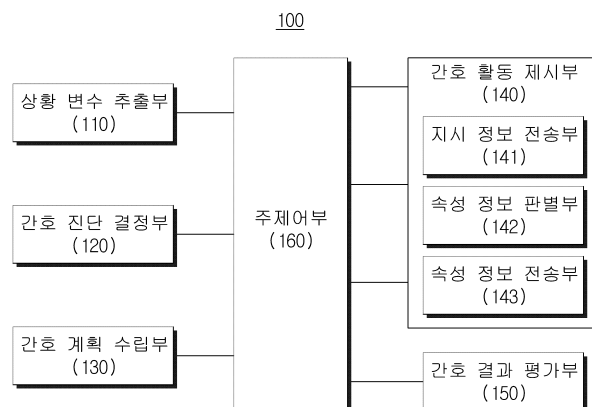 100
상황 변수 추출부
(110)
간호 진단 결정부
(120)
간호 계획 수립부
(130)
주제어부
(160)
간호 활동 제시부
(140)
지시 정보 전송부
(141)
속성 정보 판별부
(142)
속성 정보 전송부
(143)
간호 결과 평가부
(150)